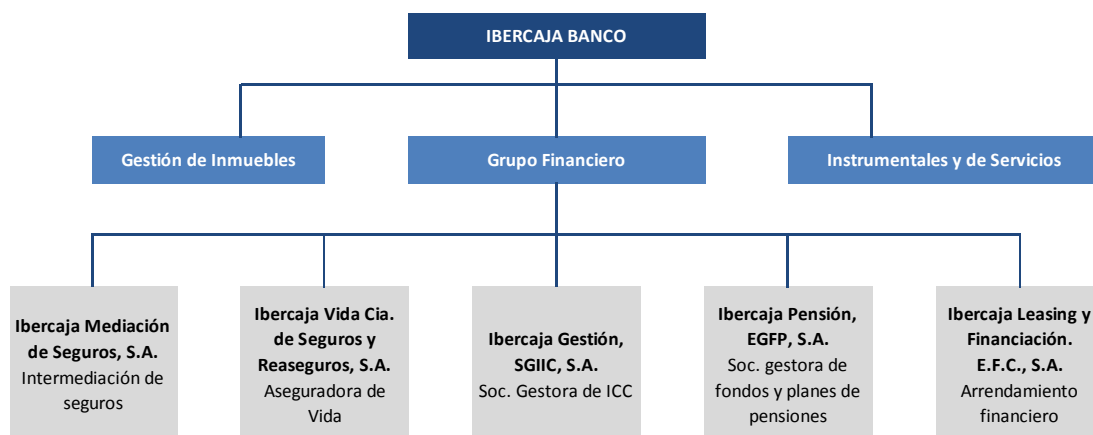 IBERCAJA BANCO
Gestión de Inmuebles
Grupo Financiero
Instrumentales y de Servicios
Ibercaja Mediación
de Seguros, S.A.
Intermediación de
seguros
Ibercaja Vida Cia.
de Seguros y
Reaseguros, S.A.
Aseguradora de
Vida
Ibercaja Gestión,
SGIIC, S.A.
Soc. Gestora de ICC
Ibercaja Pensión,
EGFP, S.A.
Soc. gestora de
fondos y planes de
pensiones
Ibercaja Leasing y
Financiación.
E.F.C., S.A.
Arrendamiento
financiero